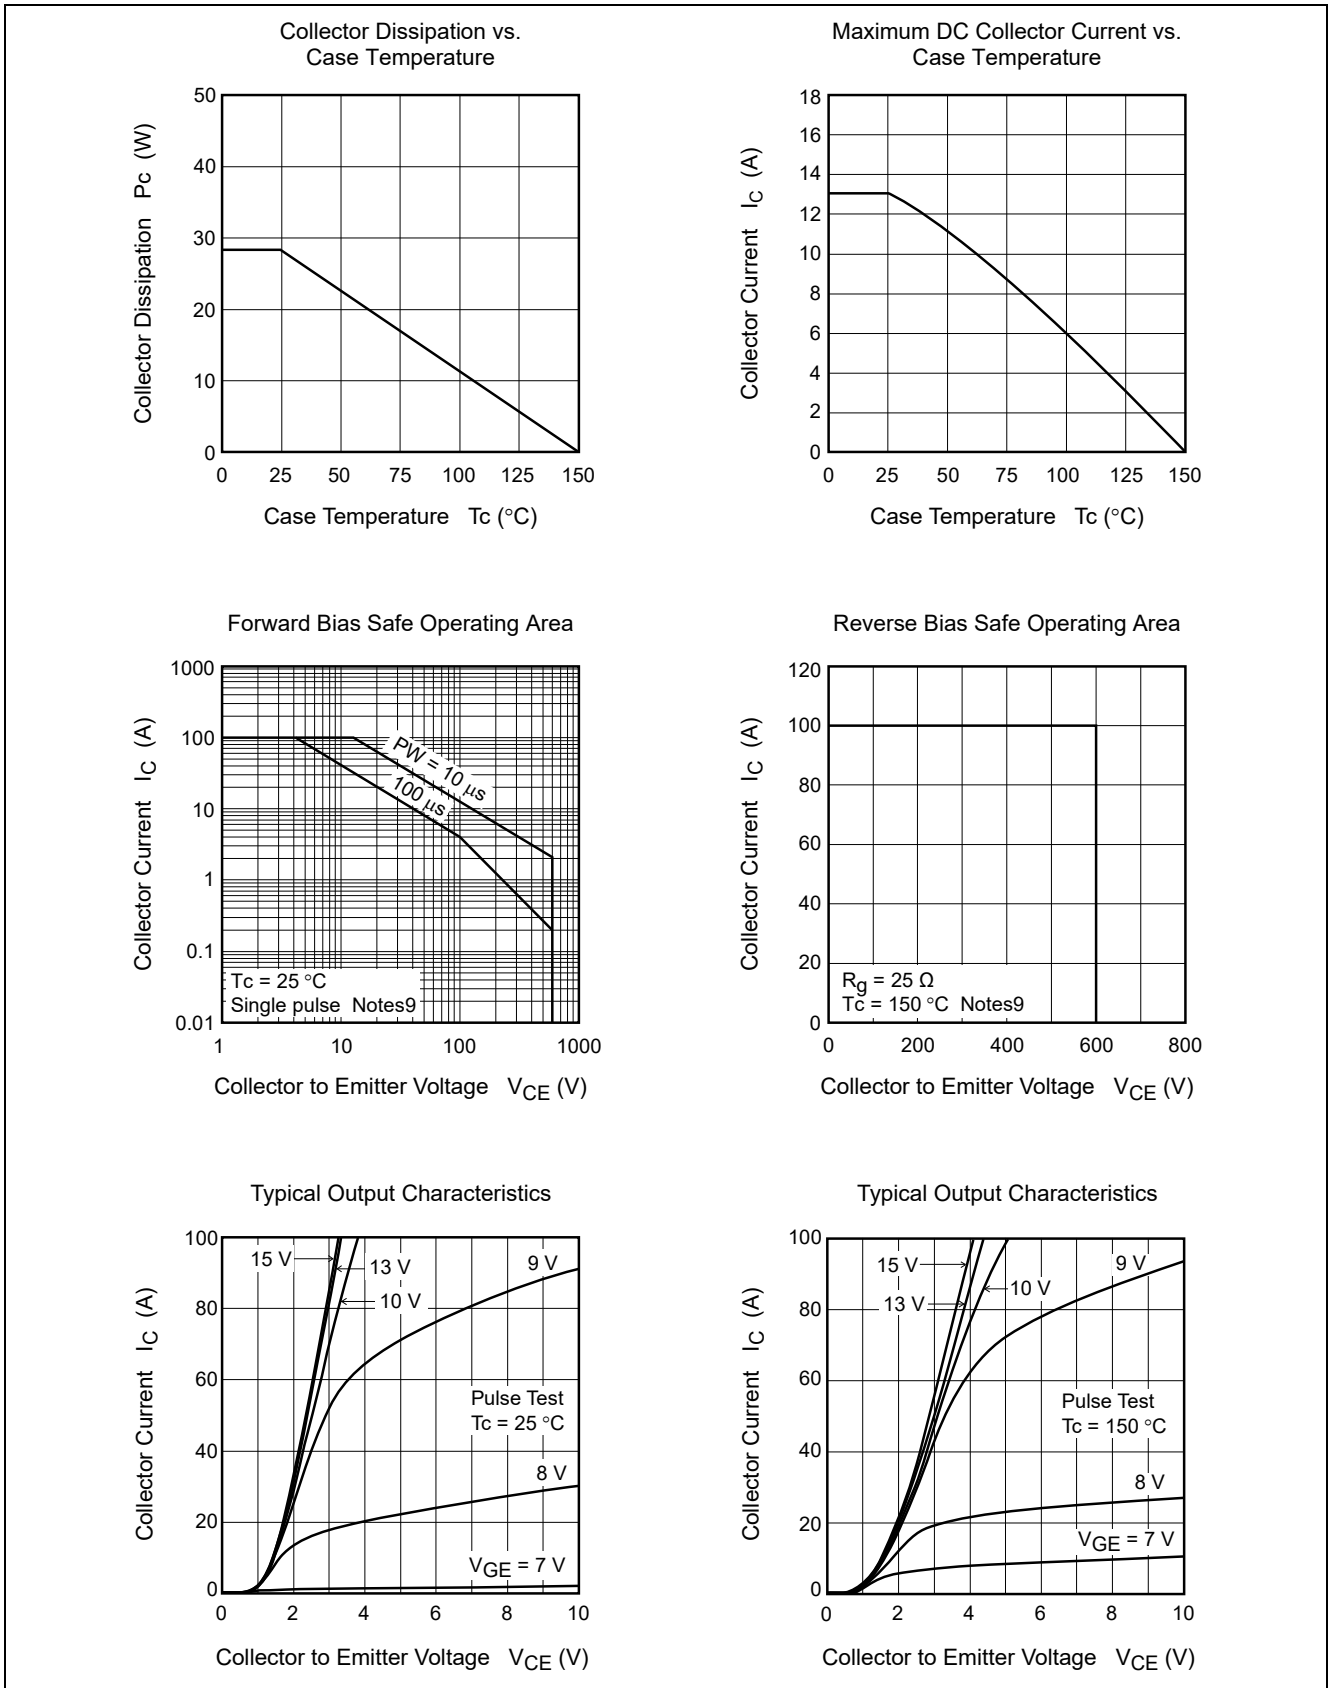 Collector Dissipation vs.
Case Temperature
Collector Dissipation Pc (W)
50
40
30
20
10
0
0 25 50 75 100 125 150
Case Temperature Tc (°C)
Maximum DC Collector Current vs.
Case Temperature
Collector Current IC (A)
18
16
14
12
10
8
6
4
2
0
0 25 50 75 100 125 150
Case Temperature Tc (°C)
Forward Bias Safe Operating Area
Collector Current IC (A)
1000
100
10
1
0.1
0.01
PW = 10 μs
100 μs
Tc = 25 °C
Single pulse Notes9
1 10 100 1000
Collector to Emitter Voltage VCE (V)
Reverse Bias Safe Operating Area
Collector Current IC (A)
120
100
80
60
40
20
0
Rg = 25 Ω
Tc = 150 °C Notes9
0 200 400 600 800
Collector to Emitter Voltage VCE (V)
Typical Output Characteristics
Collector Current IC (A)
100
80
60
40
20
0
15 V
13 V
10 V
9 V
Pulse Test
Tc = 25 °C
8 V
VGE = 7 V
0 2 4 6 8 10
Collector to Emitter Voltage VCE (V)
Typical Output Characteristics
Collector Current IC (A)
100
80
60
40
20
0
15 V
13 V
10 V
9 V
Pulse Test
Tc = 150 °C
8 V
VGE = 7 V
0 2 4 6 8 10
Collector to Emitter Voltage VCE (V)